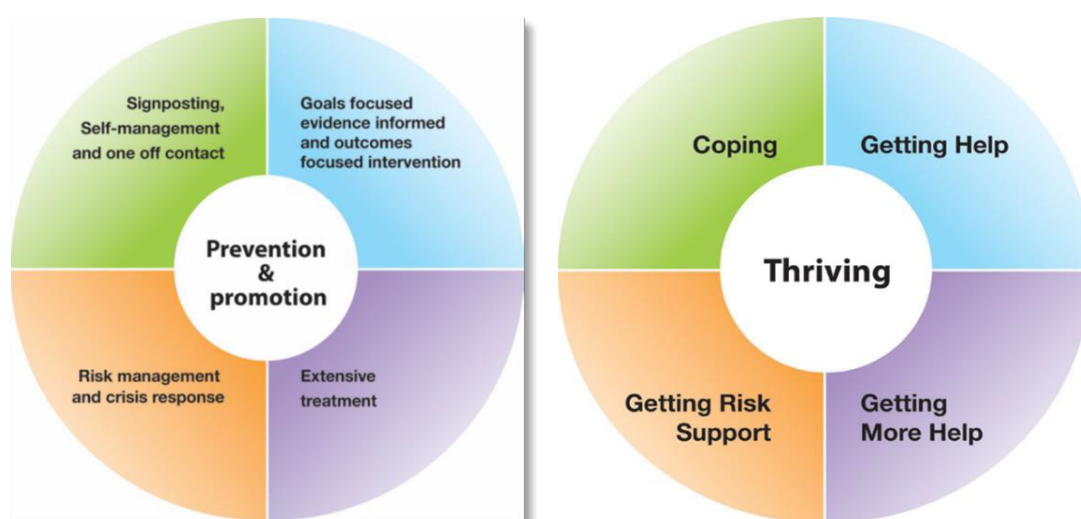 Signposting,
Self-management
and one off contact
Goals focused
evidence informed
and outcomes
focused intervention
Prevention
&
promotion
Risk management
and crisis response
Extensive
treatment
Coping
Getting Help
Thriving
Getting Risk
Support
Getting
More Help